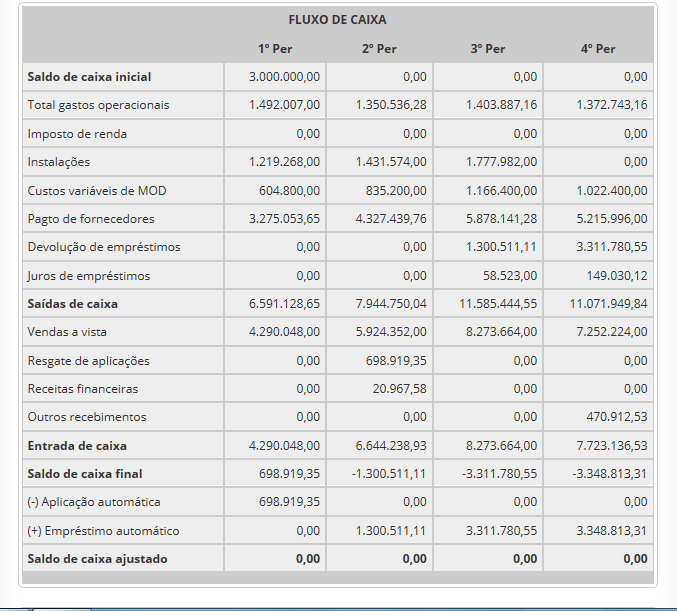 FLUXO DE CAIXA
1º Per 2º Per 3º Per 4º Per
Saldo de caixa inicial 3.000.000,00 0,00 0,00 0,00
Total gastos operacionais 1.492.007,00 1.350.536,28 1.403.887,16 1.372.743,16
Imposto de renda 0,00 0,00 0,00 0,00
Instalações 1.219.268,00 1.431.574,00 1.777.982,00 0,00
Custos variáveis de MOD 604.800,00 835.200,00 1.166.400,00 1.022.400,00
Pagto de fornecedores 3.275.053,65 4.327.439,76 5.878.141,28 5.215.996,00
Devolução de empréstimos 0,00 0,00 1.300.511,11 3.311.780,55
Juros de empréstimos 0,00 0,00 58.523,00 149.030,12
Saídas de caixa 6.591.128,65 7.944.750,04 11.585.444,55 11.071.949,84
Vendas a vista 4.290.048,00 5.924.352,00 8.273.664,00 7.252.224,00
Resgate de aplicações 0,00 698.919,35 0,00 0,00
Receitas financeiras 0,00 20.967,58 0,00 0,00
Outros recebimentos 0,00 0,00 0,00 470.912,53
Entrada de caixa 4.290.048,00 6.644.238,93 8.273.664,00 7.723.136,53
Saldo de caixa final 698.919,35 -1.300.511,11 -3.311.780,55 -3.348.813,31
(-) Aplicação automática 698.919,35 0,00 0,00 0,00
(+) Empréstimo automático 0,00 1.300.511,11 3.311.780,55 3.348.813,31
Saldo de caixa ajustado 0,00 0,00 0,00 0,00